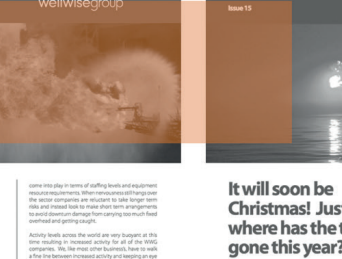 wellwisegroup
Issue 15
come into play in terms of staffing levels and equipment
resource requirements. When nervousness still hangs over
the sector companies are reluctant to take longer term
risks and instead look to make short term arrangements
to avoid downturn damage from carrying too much fixed
overhead and getting caught.
Activity levels across the world are very buoyant at this
time resulting in increased activity for all of the WWG
companies. We, like most other business, have to walk
a fine line between increased activity and keeping an eye
It will soon be
Christmas! Jus
where has the t
gone this year?